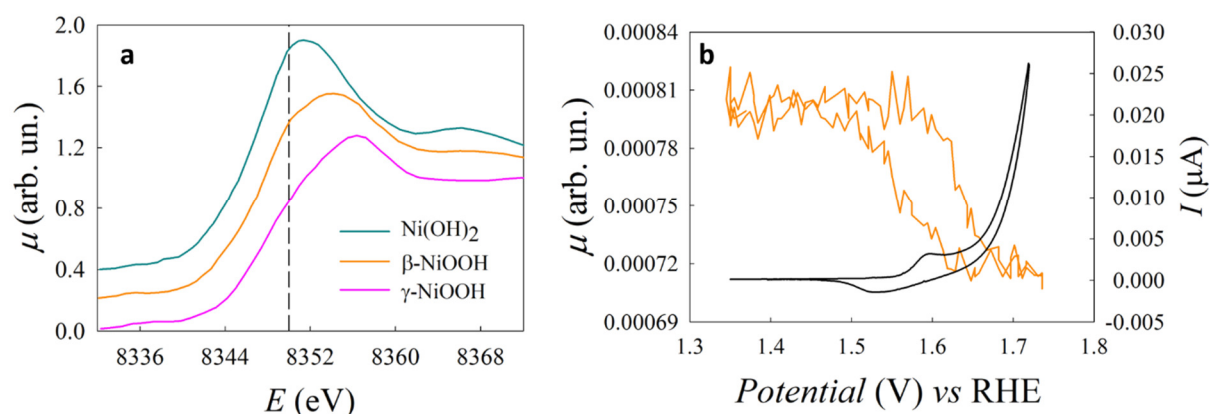 a
2.0
1.6
1.2
0.8
0.4
0.0
μ (arb. un.)
Ni(OH)2
β-NiOOH
γ-NiOOH
8336 8344 8352 8360 8368
E (eV)
b
0.00084
0.00081
0.00078
0.00075
0.00072
0.00069
μ (arb. un.)
0.030
0.025
0.020
0.015
0.010
0.005
0.000
-0.005
I (μA)
1.3 1.4 1.5 1.6 1.7 1.8
Potential (V) vs RHE